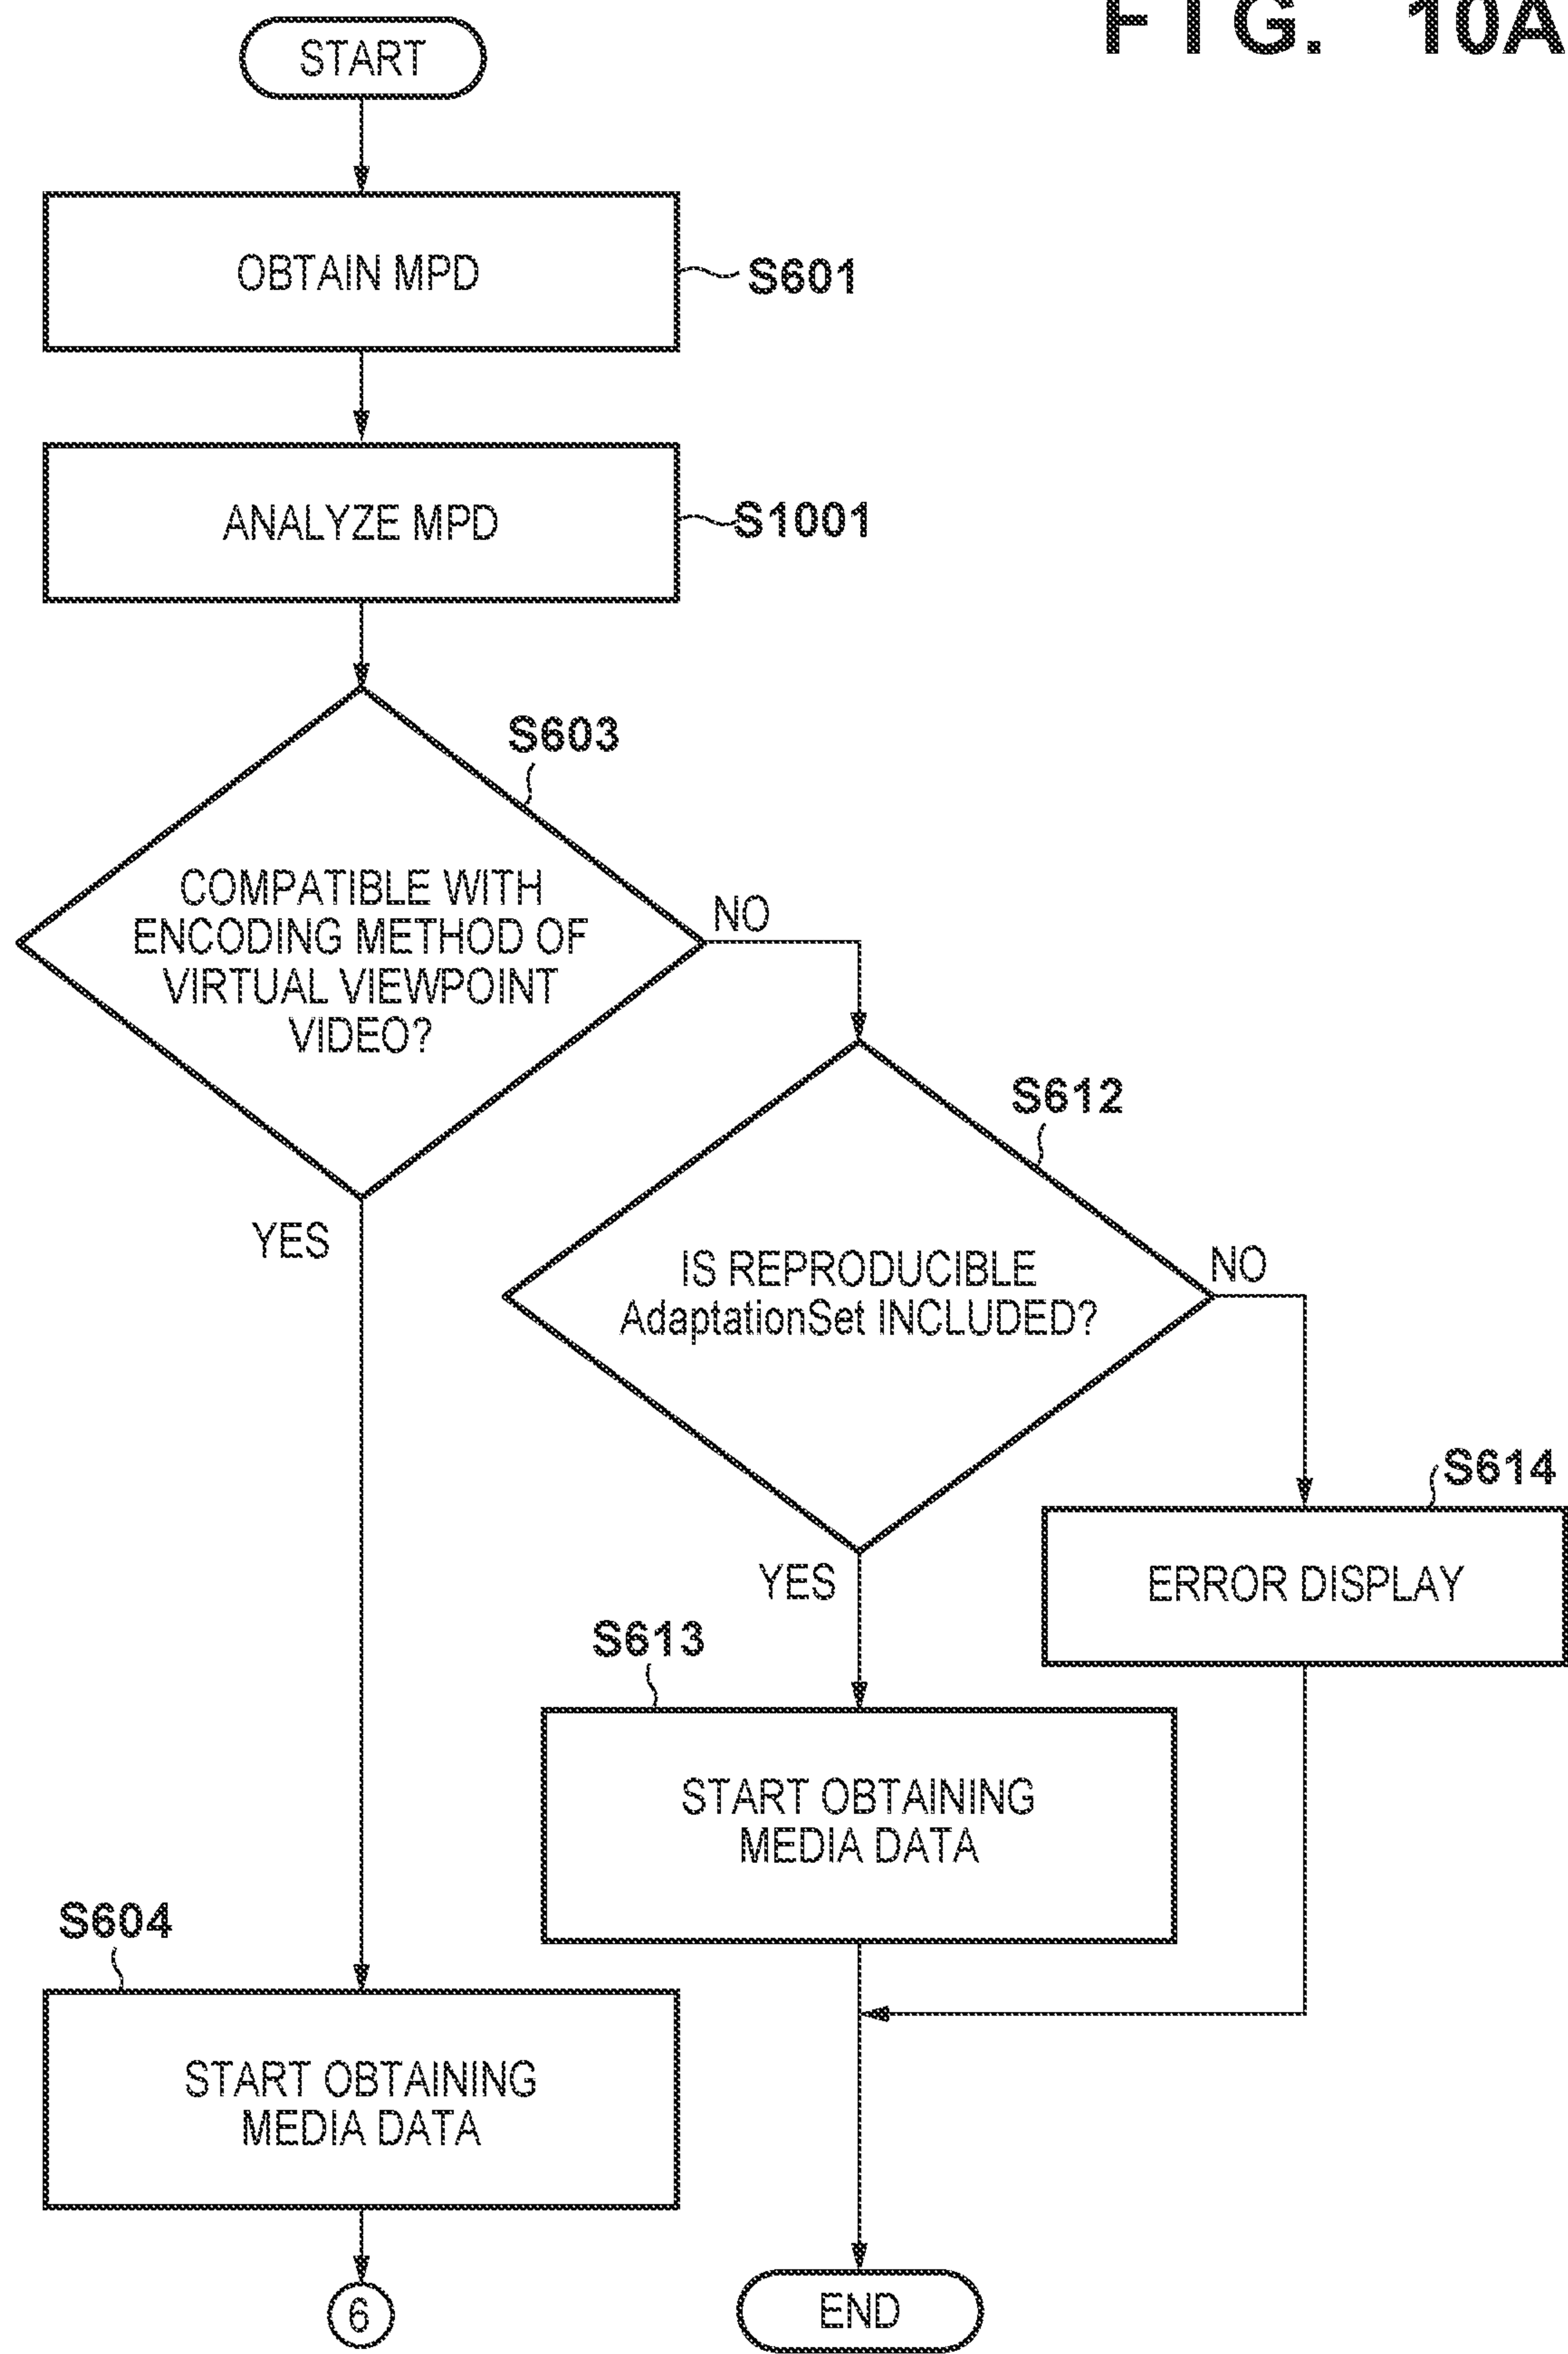 FIG. 10A
START
OBTAIN MPD
S601
ANALYZE MPD
S1001
S603
COMPATIBLE WITH
ENCODING METHOD OF
VIRTUAL VIEWPOINT
VIDEO?
NO
YES
S612
IS REPRODUCIBLE
AdaptationSet INCLUDED?
NO
YES
S614
ERROR DISPLAY
S613
START OBTAINING
MEDIA DATA
S604
START OBTAINING
MEDIA DATA
6
END